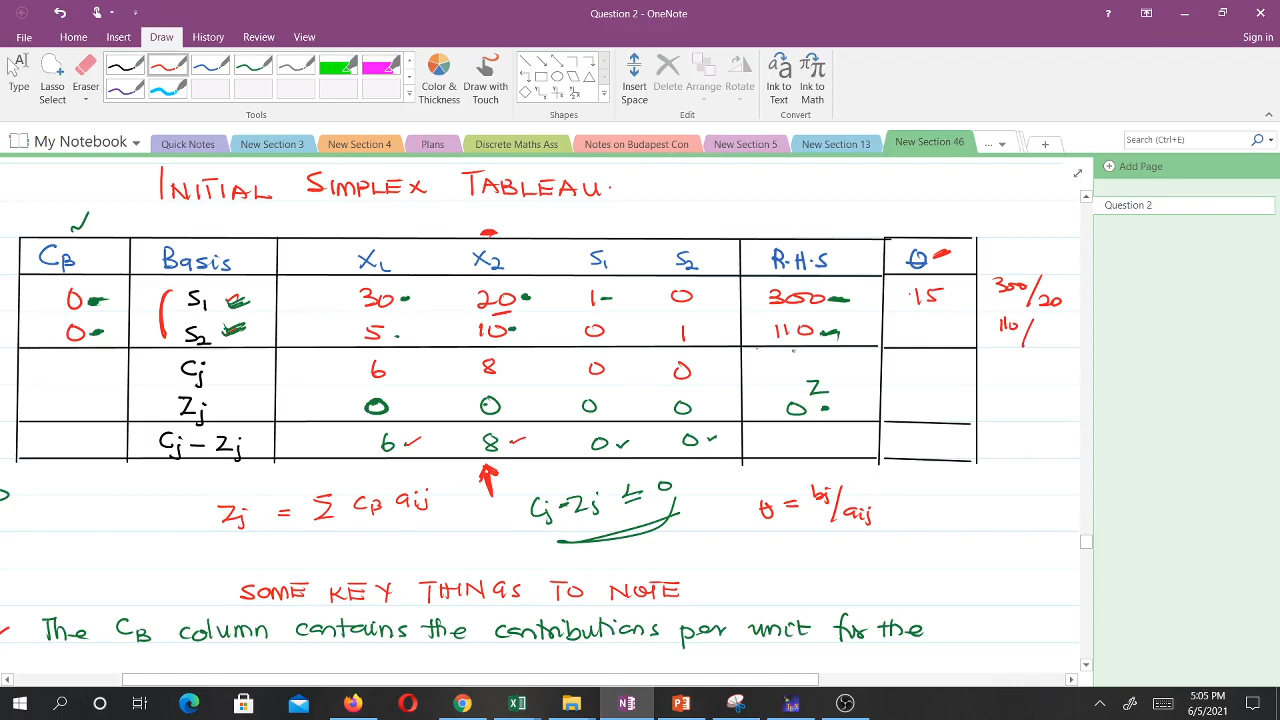 Question 2 - OneNote
File Home Insert Draw History Review View
Sign in
Type Lasso Select Eraser Color & Thickness Draw with Touch Insert Space Delete Arrange Rotate Ink to Text Ink to Math
Tools Shapes Edit Convert
My Notebook Quick Notes New Section 3 New Section 4 Plans Discrete Maths Ass Notes on Budapest Con New Section 5 New Section 13 New Section 46 ... Search (Ctrl+E)
Add Page
Question 2
INITIAL SIMPLEX TABLEAU.
CB Basis X1 X2 S1 S2 R.H.S θ
0 S1 30 20 1 0 300 15 300/20
0 S2 5 10 0 1 110 110/
Cj 6 8 0 0
Z
Zj 0 0 0 0 0
Cj - Zj 6 8 0 0
Zj = Σ CB aij Cj - Zj ≤ 0 θ = bj/aij
SOME KEY THINGS TO NOTE
The CB column contains the contributions per unit for the
5:05 PM
6/5/2021